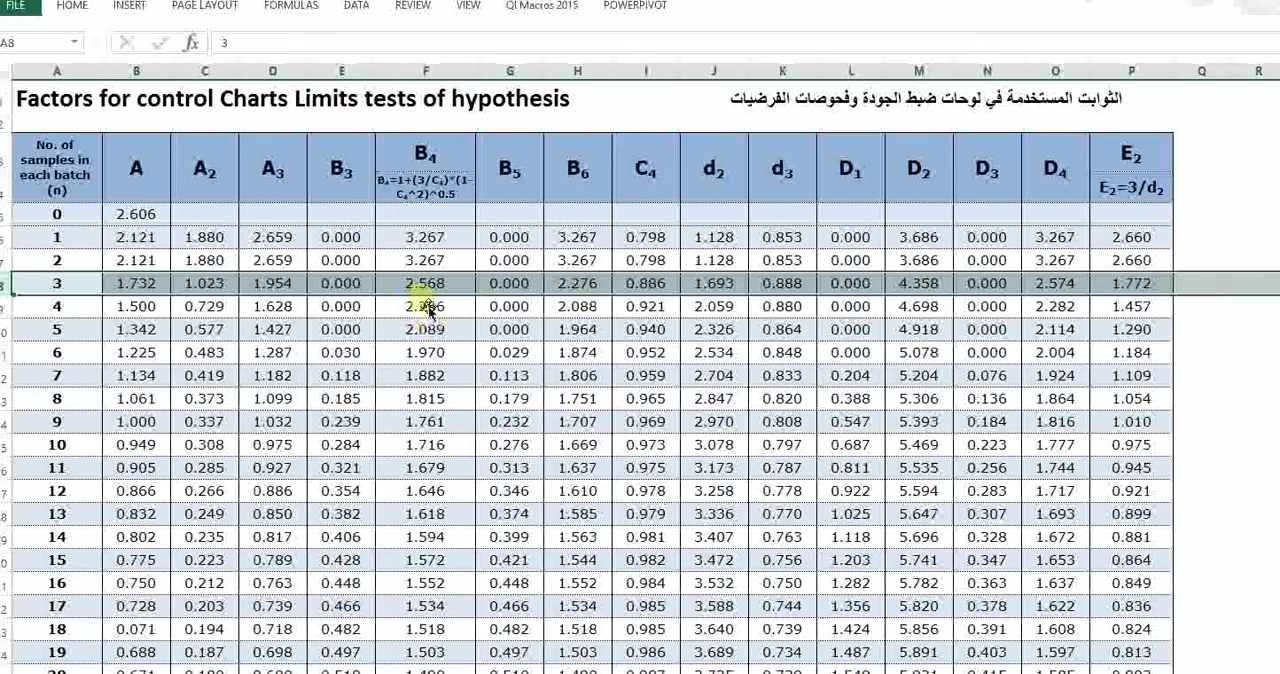 FILE HOME INSERT PAGE LAYOUT FORMULAS DATA REVIEW VIEW QI Macros 2015 POWERPIVOT
A8 fx 3
A B C D E F G H I J K L M N O P Q R
Factors for control Charts Limits tests of hypothesis
الثوابت المستخدمة في لوحات ضبط الجودة وفحوصات الفرضيات
No. of samples in each batch (n) A A₂ A₃ B₃ B₄ B₄=1+(3/C₄)*(1-C₄^2)^0.5 B₅ B₆ C₄ d₂ d₃ D₁ D₂ D₃ D₄ E₂ E₂=3/d₂
0 2.606
1 2.121 1.880 2.659 0.000 3.267 0.000 3.267 0.798 1.128 0.853 0.000 3.686 0.000 3.267 2.660
2 2.121 1.880 2.659 0.000 3.267 0.000 3.267 0.798 1.128 0.853 0.000 3.686 0.000 3.267 2.660
3 1.732 1.023 1.954 0.000 2.568 0.000 2.276 0.886 1.693 0.888 0.000 4.358 0.000 2.574 1.772
4 1.500 0.729 1.628 0.000 0.000 2.088 0.921 2.059 0.880 0.000 4.698 0.000 2.282 1.457
5 1.342 0.577 1.427 0.000 2.089 0.000 1.964 0.940 2.326 0.864 0.000 4.918 0.000 2.114 1.290
6 1.225 0.483 1.287 0.030 1.970 0.029 1.874 0.952 2.534 0.848 0.000 5.078 0.000 2.004 1.184
7 1.134 0.419 1.182 0.118 1.882 0.113 1.806 0.959 2.704 0.833 0.204 5.204 0.076 1.924 1.109
8 1.061 0.373 1.099 0.185 1.815 0.179 1.751 0.965 2.847 0.820 0.388 5.306 0.136 1.864 1.054
9 1.000 0.337 1.032 0.239 1.761 0.232 1.707 0.969 2.970 0.808 0.547 5.393 0.184 1.816 1.010
10 0.949 0.308 0.975 0.284 1.716 0.276 1.669 0.973 3.078 0.797 0.687 5.469 0.223 1.777 0.975
11 0.905 0.285 0.927 0.321 1.679 0.313 1.637 0.975 3.173 0.787 0.811 5.535 0.256 1.744 0.945
12 0.866 0.266 0.886 0.354 1.646 0.346 1.610 0.978 3.258 0.778 0.922 5.594 0.283 1.717 0.921
13 0.832 0.249 0.850 0.382 1.618 0.374 1.585 0.979 3.336 0.770 1.025 5.647 0.307 1.693 0.899
14 0.802 0.235 0.817 0.406 1.594 0.399 1.563 0.981 3.407 0.763 1.118 5.696 0.328 1.672 0.881
15 0.775 0.223 0.789 0.428 1.572 0.421 1.544 0.982 3.472 0.756 1.203 5.741 0.347 1.653 0.864
16 0.750 0.212 0.763 0.448 1.552 0.448 1.552 0.984 3.532 0.750 1.282 5.782 0.363 1.637 0.849
17 0.728 0.203 0.739 0.466 1.534 0.466 1.534 0.985 3.588 0.744 1.356 5.820 0.378 1.622 0.836
18 0.071 0.194 0.718 0.482 1.518 0.482 1.518 0.985 3.640 0.739 1.424 5.856 0.391 1.608 0.824
19 0.688 0.187 0.698 0.497 1.503 0.497 1.503 0.986 3.689 0.734 1.487 5.891 0.403 1.597 0.813